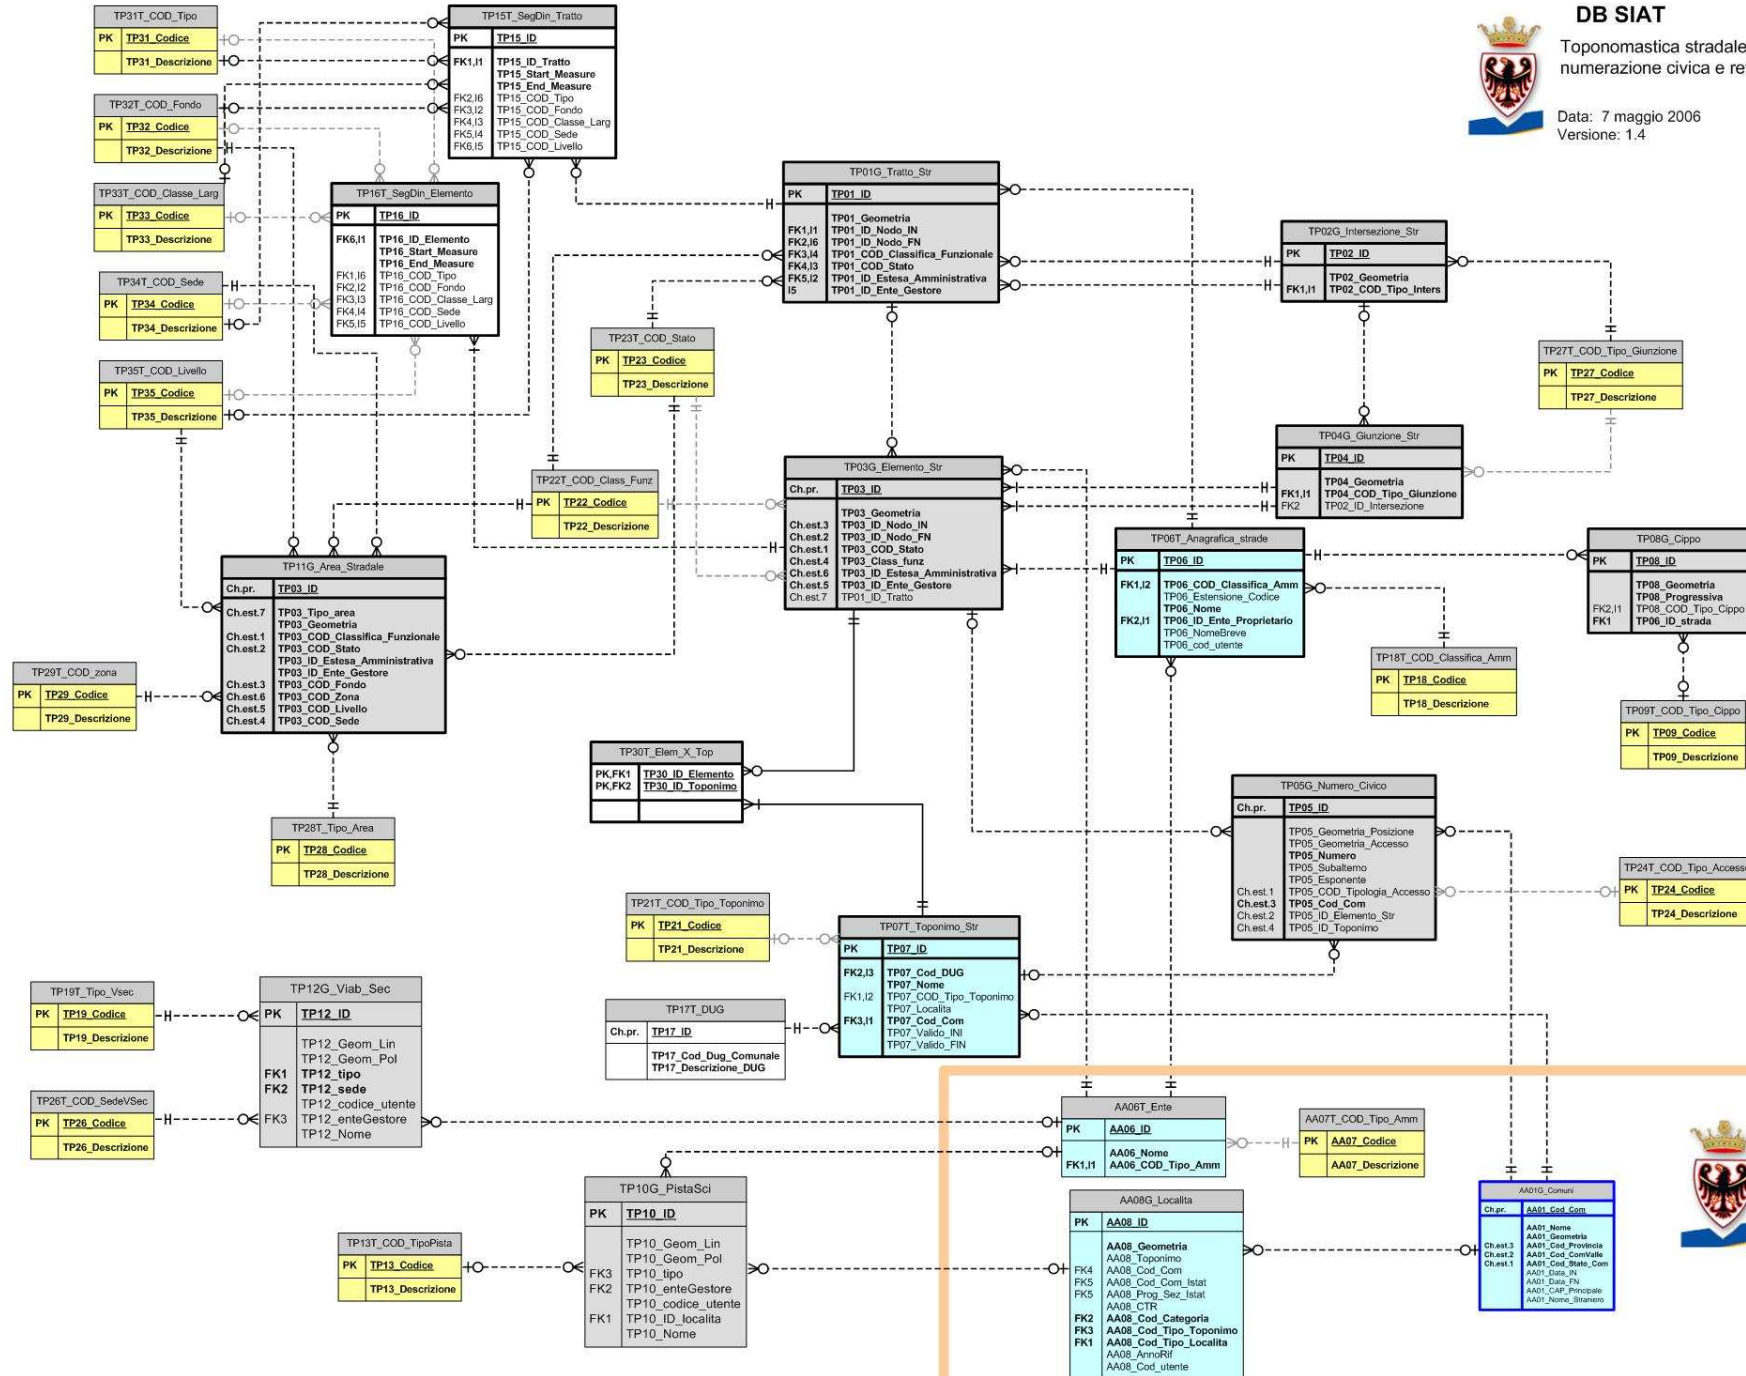 DB SIAT
Toponomastica stradale
numerazione civica e re
Data: 7 maggio 2006
Versione: 1.4
TP31T_COD_Tipo
PK TP31_Codice
TP31_Descrizione
TP32T_COD_Fondo
PK TP32_Codice
TP32_Descrizione
TP33T_COD_Classe_Larg
PK TP33_Codice
TP33_Descrizione
TP34T_COD_Sede
PK TP34_Codice
TP34_Descrizione
TP35T_COD_Livello
PK TP35_Codice
TP35_Descrizione
TP15T_SegDin_Tratto
PK TP15_ID
FK1,I1 TP15_ID_Tratto
TP15_Start_Measure
TP15_End_Measure
FK2,I6 TP15_COD_Tipo
FK3,I2 TP15_COD_Fondo
FK4,I3 TP15_COD_Classe_Larg
FK5,I4 TP15_COD_Sede
FK6,I5 TP15_COD_Livello
TP16T_SegDin_Elemento
PK TP16_ID
FK6,I1 TP16_ID_Elemento
TP16_Start_Measure
TP16_End_Measure
FK1,I6 TP16_COD_Tipo
FK2,I2 TP16_COD_Fondo
FK3,I3 TP16_COD_Classe_Larg
FK4,I4 TP16_COD_Sede
FK5,I5 TP16_COD_Livello
TP01G_Tratto_Str
PK TP01_ID
TP01_Geometria
FK1,I1 TP01_ID_Nodo_IN
FK2,I6 TP01_ID_Nodo_FN
FK3,I4 TP01_COD_Classifica_Funzionale
FK4,I3 TP01_COD_Stato
FK5,I2 TP01_ID_Estesa_Amministrativa
I5 TP01_ID_Ente_Gestore
TP02G_Intersezione_Str
PK TP02_ID
TP02_Geometria
FK1,I1 TP02_COD_Tipo_Inters
TP23T_COD_Stato
PK TP23_Codice
TP23_Descrizione
TP27T_COD_Tipo_Giunzione
PK TP27_Codice
TP27_Descrizione
TP22T_COD_Class_Funz
PK TP22_Codice
TP22_Descrizione
TP03G_Elemento_Str
Ch.pr. TP03_ID
TP03_Geometria
Ch.est.3 TP03_ID_Nodo_IN
Ch.est.2 TP03_ID_Nodo_FN
Ch.est.1 TP03_COD_Stato
Ch.est.4 TP03_Class_funz
Ch.est.6 TP03_ID_Estesa_Amministrativa
Ch.est.5 TP03_ID_Ente_Gestore
Ch.est.7 TP01_ID_Tratto
TP04G_Giunzione_Str
PK TP04_ID
TP04_Geometria
FK1,I1 TP04_COD_Tipo_Giunzione
FK2 TP02_ID_Intersezione
TP06T_Anagrafica_strade
PK TP06_ID
FK1,I2 TP06_COD_Classifica_Amm
TP06_Estensione_Codice
TP06_Nome
FK2,I1 TP06_ID_Ente_Proprietario
TP06_NomeBreve
TP06_cod_utente
TP08G_Cippo
PK TP08_ID
TP08_Geometria
TP08_Progressiva
FK2,I1 TP08_COD_Tipo_Cippo
FK1 TP06_ID_strada
TP11G_Area_Stradale
Ch.pr. TP03_ID
Ch.est.7 TP03_Tipo_area
TP03_Geometria
Ch.est.1 TP03_COD_Classifica_Funzionale
Ch.est.2 TP03_COD_Stato
TP03_ID_Estesa_Amministrativa
TP03_ID_Ente_Gestore
Ch.est.3 TP03_COD_Fondo
Ch.est.6 TP03_COD_Zona
Ch.est.5 TP03_COD_Livello
Ch.est.4 TP03_COD_Sede
TP29T_COD_zona
PK TP29_Codice
TP29_Descrizione
TP18T_COD_Classifica_Amm
PK TP18_Codice
TP18_Descrizione
TP09T_COD_Tipo_Cippo
PK TP09_Codice
TP09_Descrizione
TP30T_Elem_X_Top
PK,FK1 TP30_ID_Elemento
PK,FK2 TP30_ID_Toponimo
TP28T_Tipo_Area
PK TP28_Codice
TP28_Descrizione
TP05G_Numero_Civico
Ch.pr. TP05_ID
TP05_Geometria_Posizione
TP05_Geometria_Accesso
TP05_Numero
TP05_Subalterno
TP05_Esponente
Ch.est.1 TP05_COD_Tipologia_Accesso
Ch.est.3 TP05_Cod_Com
Ch.est.2 TP05_ID_Elemento_Str
Ch.est.4 TP05_ID_Toponimo
TP24T_COD_Tipo_Access
PK TP24_Codice
TP24_Descrizione
TP21T_COD_Tipo_Toponimo
PK TP21_Codice
TP21_Descrizione
TP07T_Toponimo_Str
PK TP07_ID
FK2,I3 TP07_Cod_DUG
TP07_Nome
FK1,I2 TP07_COD_Tipo_Toponimo
TP07_Localita
FK3,I1 TP07_Cod_Com
TP07_Valido_INI
TP07_Valido_FIN
TP17T_DUG
Ch.pr. TP17_ID
TP17_Cod_Dug_Comunale
TP17_Descrizione_DUG
TP19T_Tipo_Vsec
PK TP19_Codice
TP19_Descrizione
TP26T_COD_SedeVSec
PK TP26_Codice
TP26_Descrizione
TP12G_Viab_Sec
PK TP12_ID
TP12_Geom_Lin
TP12_Geom_Pol
FK1 TP12_tipo
FK2 TP12_sede
TP12_codice_utente
FK3 TP12_enteGestore
TP12_Nome
AA06T_Ente
PK AA06_ID
AA06_Nome
FK1,I1 AA06_COD_Tipo_Amm
AA07T_COD_Tipo_Amm
PK AA07_Codice
AA07_Descrizione
TP13T_COD_TipoPista
PK TP13_Codice
TP13_Descrizione
TP10G_PistaSci
PK TP10_ID
TP10_Geom_Lin
TP10_Geom_Pol
FK3 TP10_tipo
FK2 TP10_enteGestore
TP10_codice_utente
FK1 TP10_ID_localita
TP10_Nome
AA08G_Localita
PK AA08_ID
AA08_Geometria
AA08_Toponimo
FK4 AA08_Cod_Com
FK5 AA08_Cod_Com_Istat
FK5 AA08_Prog_Sez_Istat
AA08_CTR
FK2 AA08_Cod_Categoria
FK3 AA08_Cod_Tipo_Toponimo
FK1 AA08_Cod_Tipo_Localita
AA08_AnnoRif
AA08_Cod_utente
AA01G_Comuni
Ch.pr. AA01_Cod_Com
AA01_Nome
AA01_Geometria
Ch.est.3 AA01_Cod_Provincia
Ch.est.2 AA01_Cod_ComValle
Ch.est.1 AA01_Cod_Stato_Com
AA01_Data_IN
AA01_Data_FN
AA01_CAP_Principale
AA01_Nome_Straniero